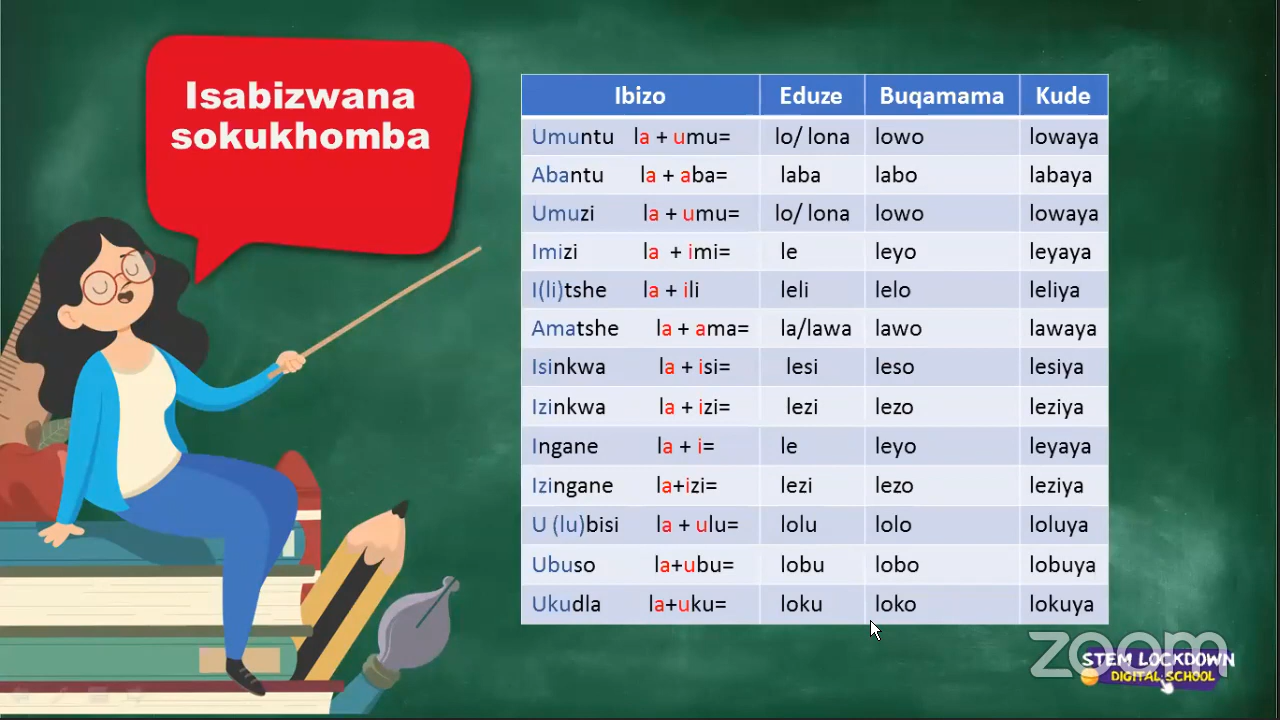 Isabizwana
sokukhomba
Ibizo Eduze Buqamama Kude
Umuntu la + umu= lo/ lona lowo lowaya
Abantu la + aba= laba labo labaya
Umuzi la + umu= lo/ lona lowo lowaya
Imizi la + imi= le leyo leyaya
I(li)tshe la + ili leli lelo leliya
Amatshe la + ama= la/lawa lawo lawaya
Isinkwa la + isi= lesi leso lesiya
Izinkwa la + izi= lezi lezo leziya
Ingane la + i= le leyo leyaya
Izingane la+izi= lezi lezo leziya
U (lu)bisi la + ulu= lolu lolo loluya
Ubuso la+ubu= lobu lobo lobuya
Ukudla la+uku= loku loko lokuya
zoom
STEM LOCKDOWN
DIGITAL SCHOOL